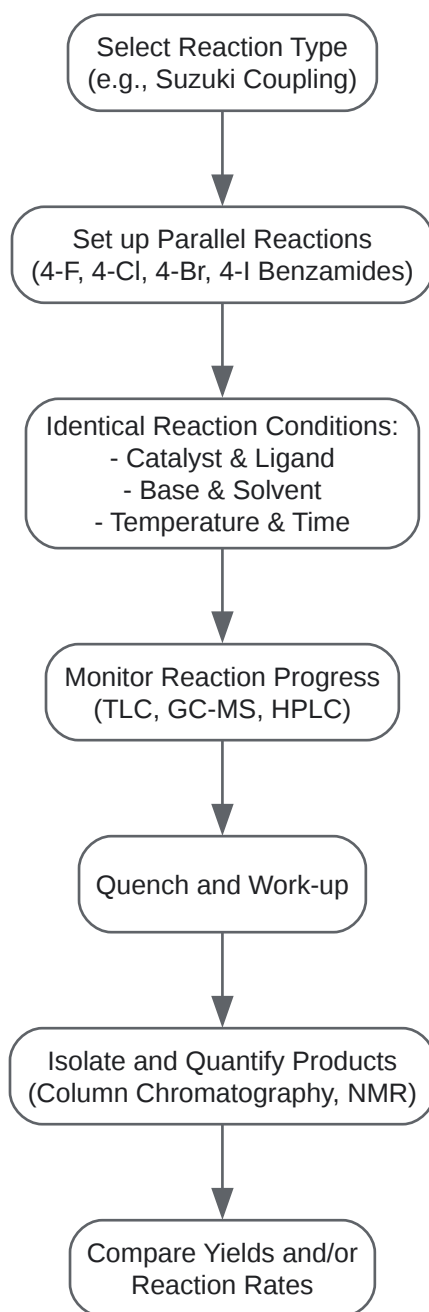 Select Reaction Type
(e.g., Suzuki Coupling)
Set up Parallel Reactions
(4-F, 4-Cl, 4-Br, 4-I Benzamides)
Identical Reaction Conditions:
- Catalyst & Ligand
- Base & Solvent
- Temperature & Time
Monitor Reaction Progress
(TLC, GC-MS, HPLC)
Quench and Work-up
Isolate and Quantify Products
(Column Chromatography, NMR)
Compare Yields and/or
Reaction Rates